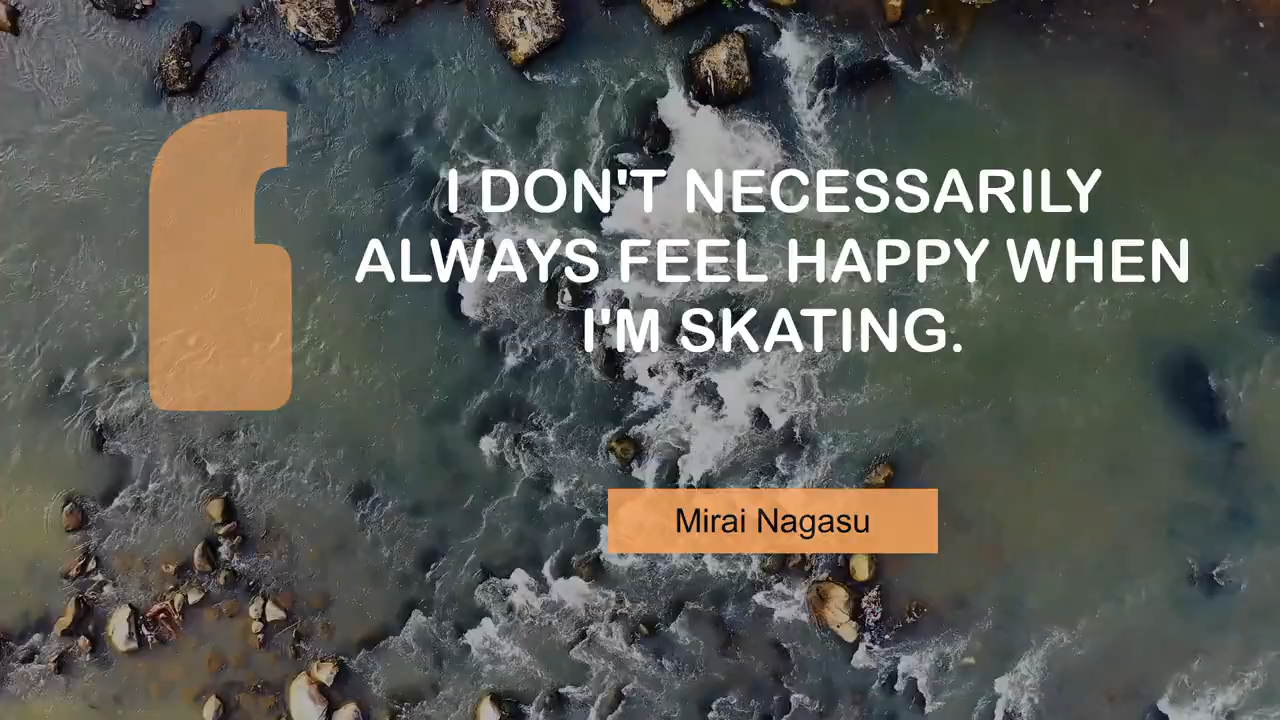 I DON'T NECESSARILY
ALWAYS FEEL HAPPY WHEN
I'M SKATING.
Mirai Nagasu